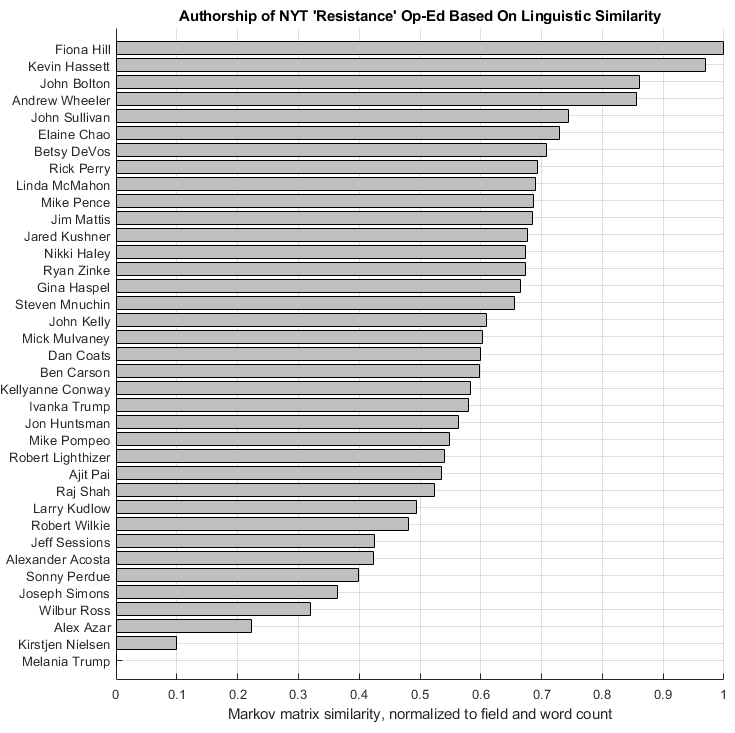 Authorship of NYT 'Resistance' Op-Ed Based On Linguistic Similarity
Fiona Hill
Kevin Hassett
John Bolton
Andrew Wheeler
John Sullivan
Elaine Chao
Betsy DeVos
Rick Perry
Linda McMahon
Mike Pence
Jim Mattis
Jared Kushner
Nikki Haley
Ryan Zinke
Gina Haspel
Steven Mnuchin
John Kelly
Mick Mulvaney
Dan Coats
Ben Carson
Kellyanne Conway
Ivanka Trump
Jon Huntsman
Mike Pompeo
Robert Lighthizer
Ajit Pai
Raj Shah
Larry Kudlow
Robert Wilkie
Jeff Sessions
Alexander Acosta
Sonny Perdue
Joseph Simons
Wilbur Ross
Alex Azar
Kirstjen Nielsen
Melania Trump
0 0.1 0.2 0.3 0.4 0.5 0.6 0.7 0.8 0.9 1
Markov matrix similarity, normalized to field and word count